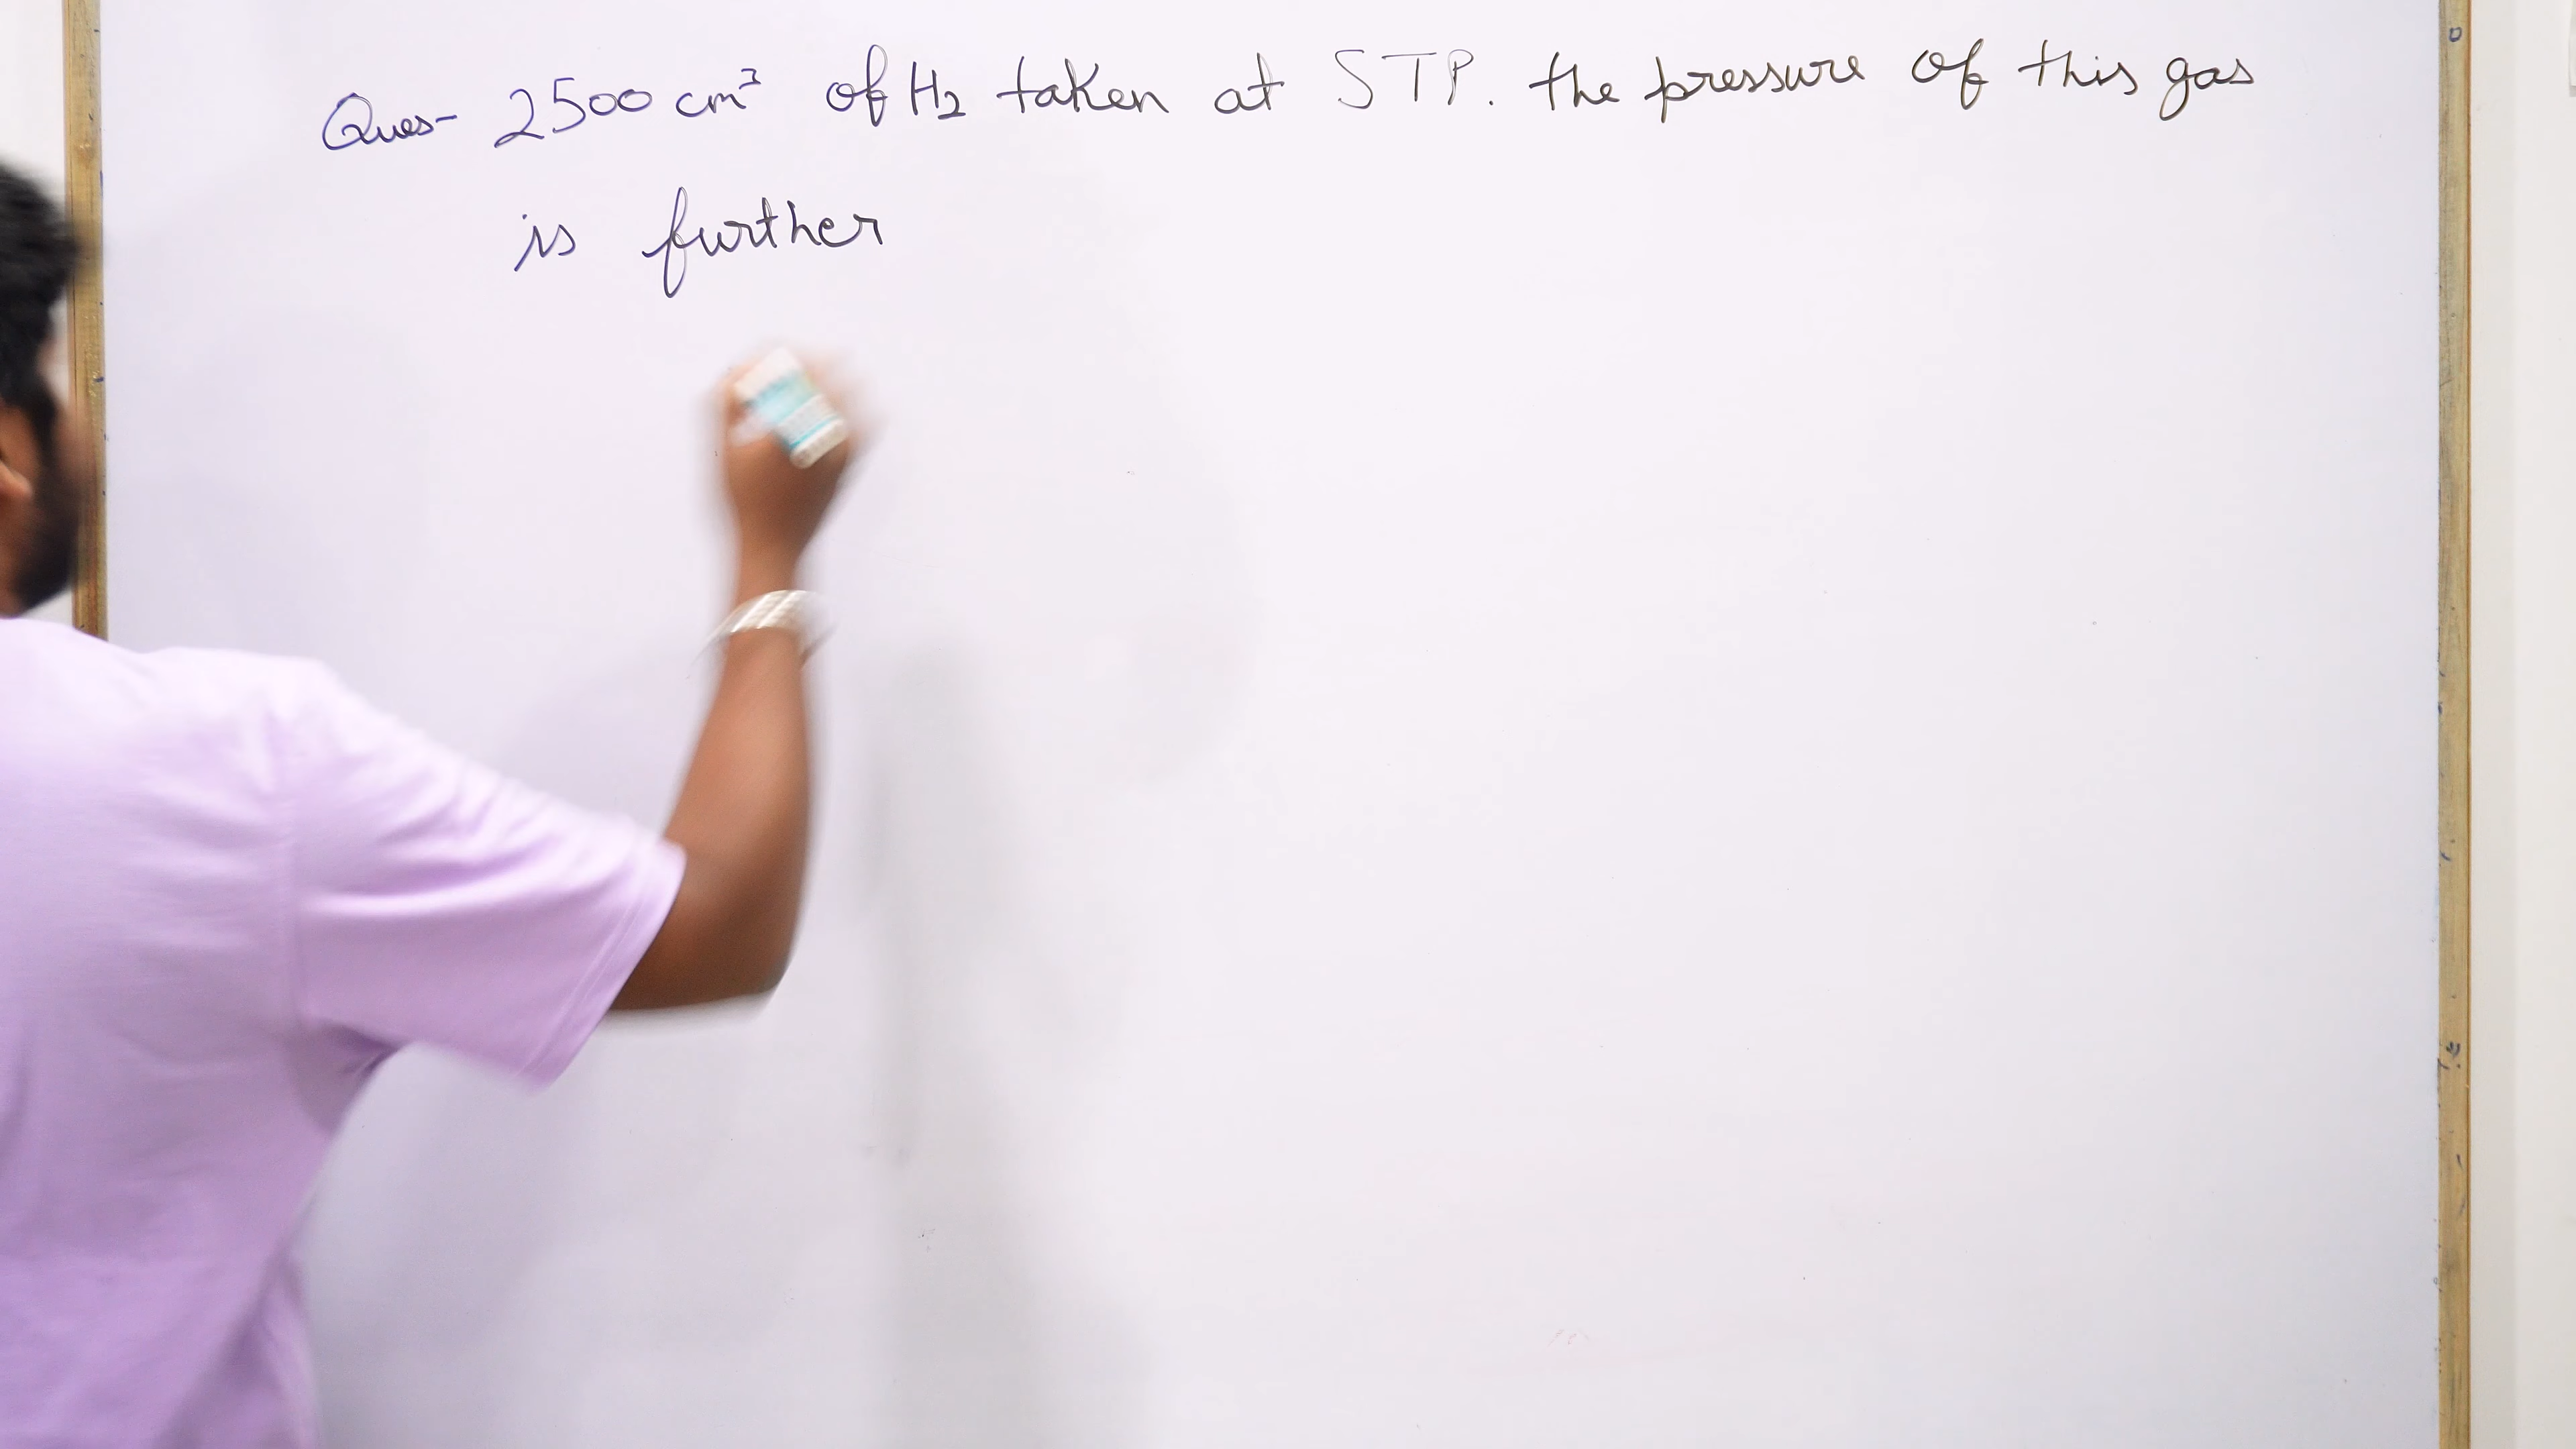 Ques- 2500 cm³ of H₂ taken at STP. the pressure of this gas
is further